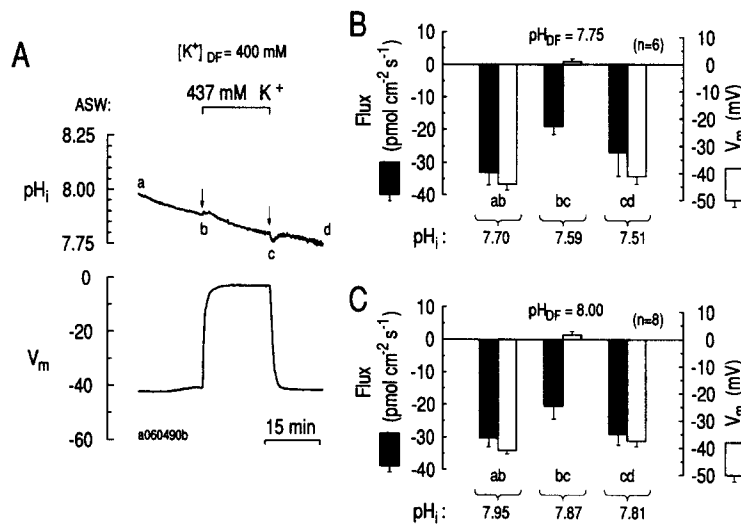 A
[K+] DF = 400 mM
ASW:
437 mM K+
8.25
8.00
7.75
pHi
a
b
c
d
0
-20
-40
-60
Vm
a060490b
15 min
B
pHDF = 7.75
(n=6)
10
0
-10
-20
-30
-40
Flux
(pmol cm-2 s-1)
10
0
-10
-20
-30
-40
-50
Vm (mV)
ab
bc
cd
pHi :
7.70
7.59
7.51
C
pHDF = 8.00
(n=8)
10
0
-10
-20
-30
-40
Flux
(pmol cm-2 s-1)
10
0
-10
-20
-30
-40
-50
Vm (mV)
ab
bc
cd
pHi :
7.95
7.87
7.81